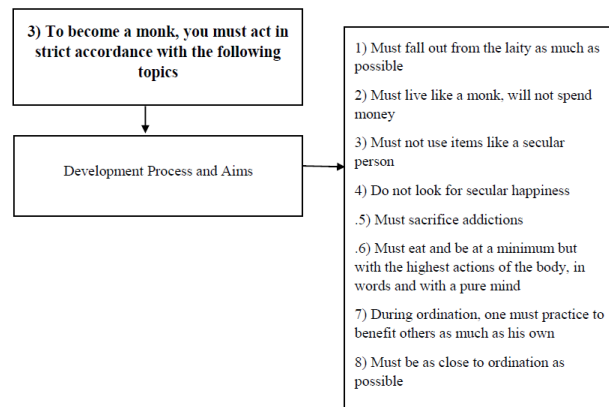 3) To become a monk, you must act in
strict accordance with the following
topics
Development Process and Aims
1) Must fall out from the laity as much as
possible
2) Must live like a monk, will not spend
money
3) Must not use items like a secular
person
4) Do not look for secular happiness
.5) Must sacrifice addictions
.6) Must eat and be at a minimum but
with the highest actions of the body, in
words and with a pure mind
7) During ordination, one must practice to
benefit others as much as his own
8) Must be as close to ordination as
possible